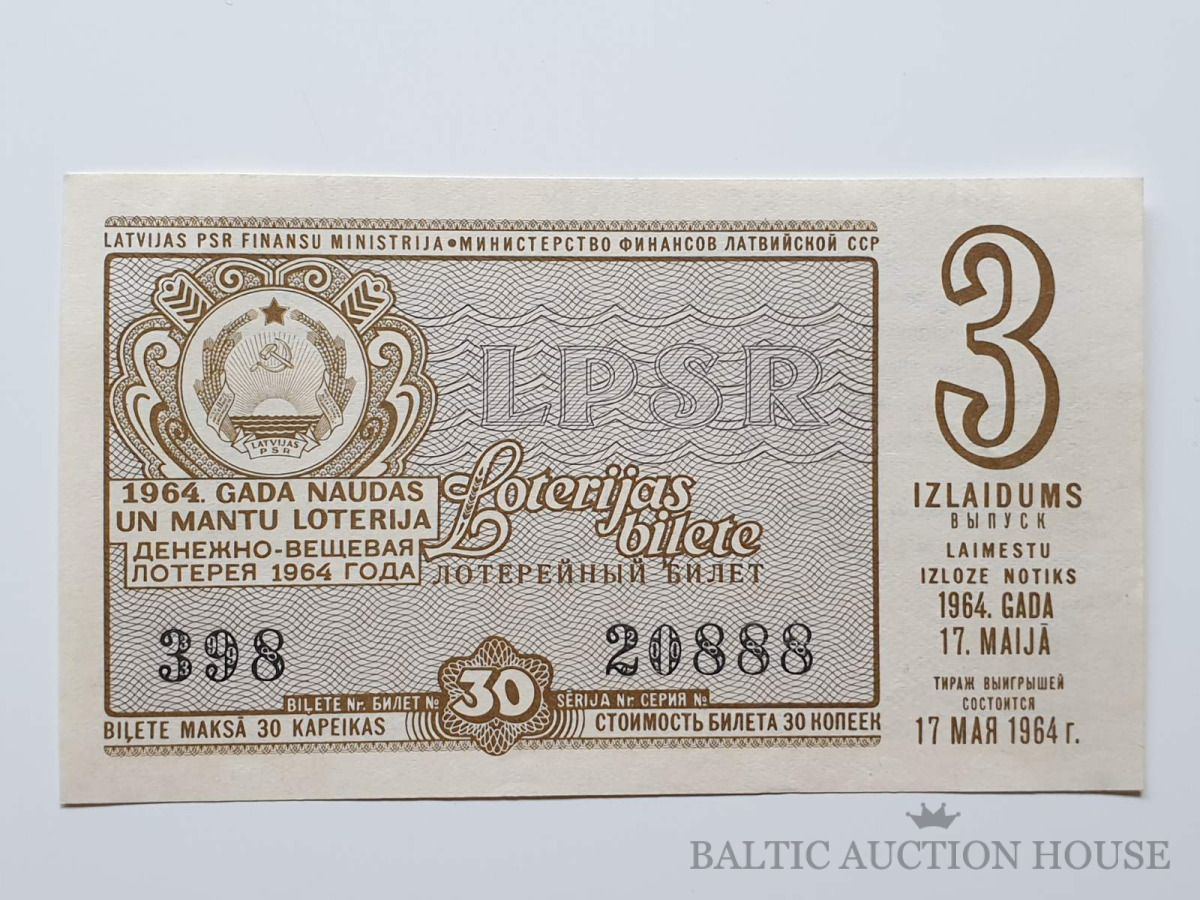 LATVIJAS PSR FINANSU MINISTRIJA•МИНИСТЕРСТВО ФИНАНСОВ ЛАТВИЙСКОЙ ССР
LPSR
LATVIJAS
PSR
1964. GADA NAUDAS
UN MANTU LOTERIJA
ДЕНЕЖНО-ВЕЩЕВАЯ
ЛОТЕРЕЯ 1964 ГОДА
Loterijas
biļete
ЛОТЕРЕЙНЫЙ БИЛЕТ
398
20888
BIĻETE Nr. БИЛЕТ №
30
SĒRIJA Nr. СЕРИЯ №
BIĻETE MAKSĀ 30 KAPEIKAS
СТОИМОСТЬ БИЛЕТА 30 КОПЕЕК
3
IZLAIDUMS
ВЫПУСК
LAIMESTU
IZLOZE NOTIKS
1964. GADA
17. MAIJĀ
ТИРАЖ ВЫИГРЫШЕЙ
СОСТОИТСЯ
17 МАЯ 1964 г.
BALTIC AUCTION HOUSE